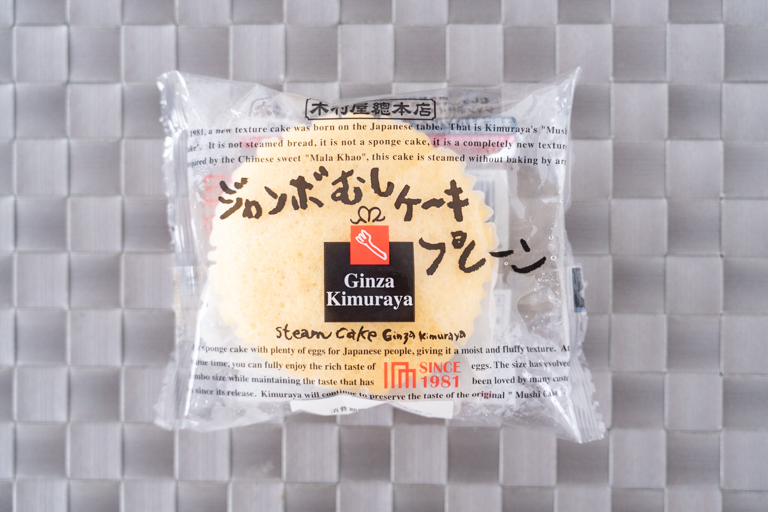 木村屋總本店
1981, a new texture cake was born on the Japanese table. That is Kimuraya's "Mushi
It is not steamed bread, it is not a sponge cake, it is a completely new texture
by the Chinese sweet "Mala Khao", this cake is steamed without baking by
ジャンボむしケーキ
プレーン
Ginza
Kimuraya
steam cake Ginza Kimuraya
sponge cake with plenty of eggs for Japanese people, giving it a moist and fluffy texture. At
time, you can fully enjoy the rich taste of eggs. The size has evolved
size while maintaining the taste that has been loved by many
SINCE
1981
since its release. Kimuraya will continue to preserve the taste of the original "Mushi